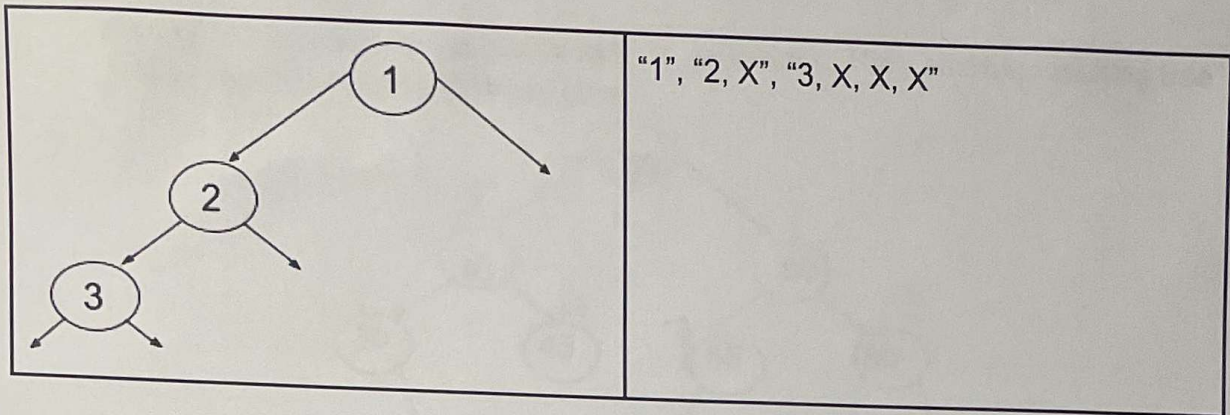 1
2
3
“1”, “2, X”, “3, X, X, X”